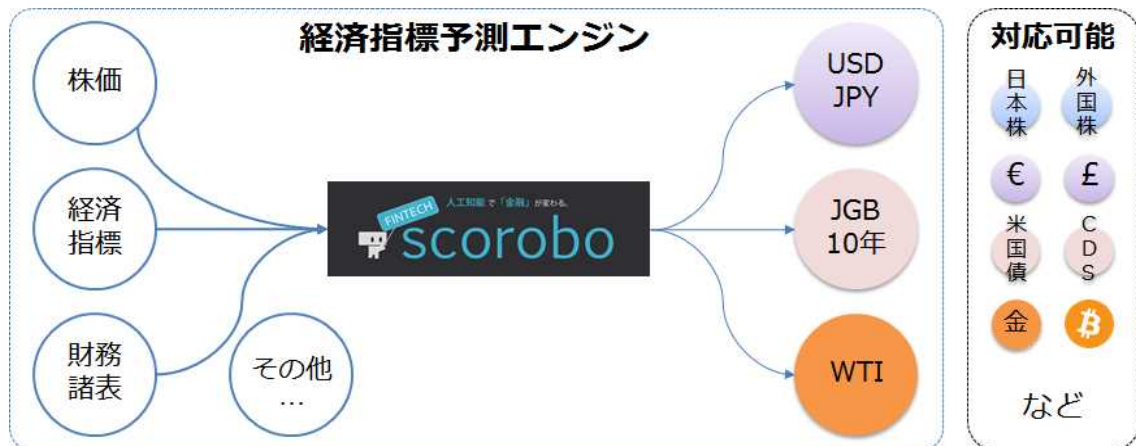 経済指標予測エンジン
株価
経済
指標
財務
諸表
その他
…
人工知能で「金融」が変わる。
FINTECH
scorobo
USD
JPY
JGB
10年
WTI
対応可能
日本株
外国株
€
£
米国債
CDS
金
₿
など